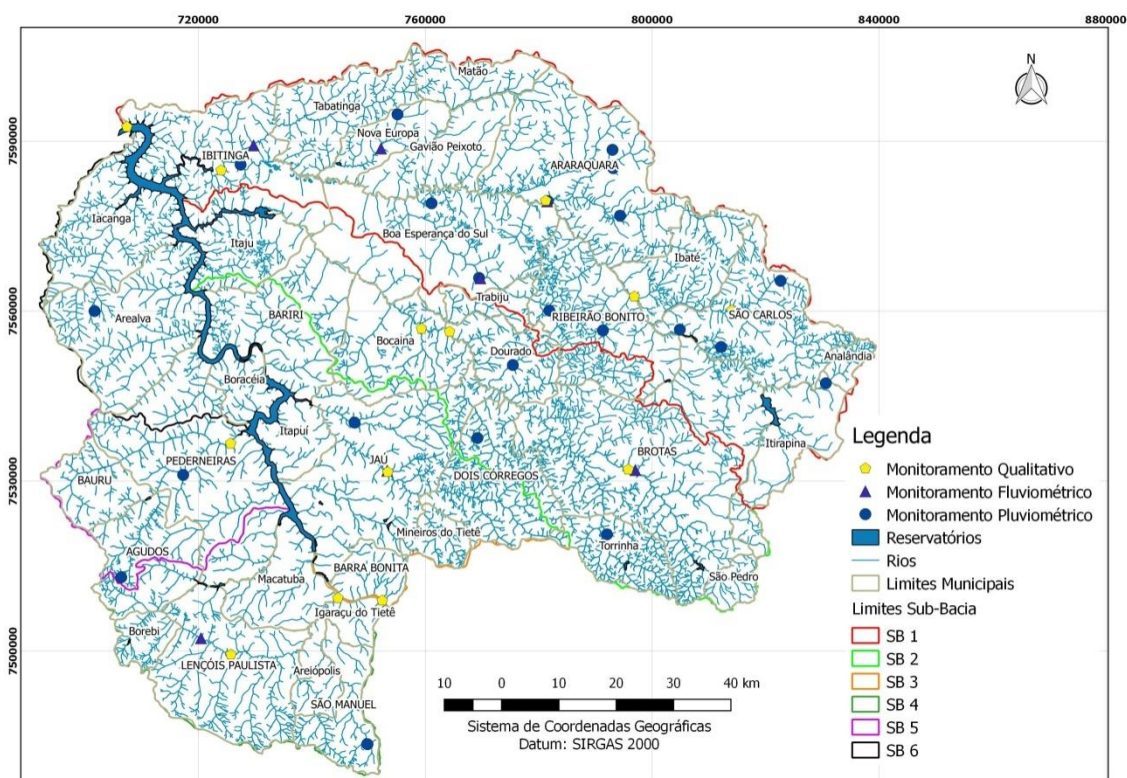 720000
760000
800000
840000
880000
7590000
7560000
7530000
7500000
N
Matão
Tabatinga
Nova Europa
Gavião Peixoto
IBITINGA
ARARAQUARA
Iacanga
Boa Esperança do Sul
Itaju
Ibaté
Trabiju
Arealva
BARIRI
RIBEIRÃO BONITO
SÃO CARLOS
Bocaina
Dourado
Analândia
Boracéia
Itapuí
Itirapina
BROTAS
PEDERNEIRAS
JAÚ
DOIS CÓRREGOS
BAURU
Mineiros do Tietê
Torrinha
AGUDOS
BARRA BONITA
São Pedro
Macatuba
Igaraçu do Tietê
Borebi
LENÇÓIS PAULISTA
Areiópolis
SÃO MANUEL
Legenda
Monitoramento Qualitativo
Monitoramento Fluviométrico
Monitoramento Pluviométrico
Reservatórios
Rios
Limites Municipais
Limites Sub-Bacia
SB 1
SB 2
SB 3
SB 4
SB 5
SB 6
10 0 10 20 30 40 km
Sistema de Coordenadas Geográficas
Datum: SIRGAS 2000